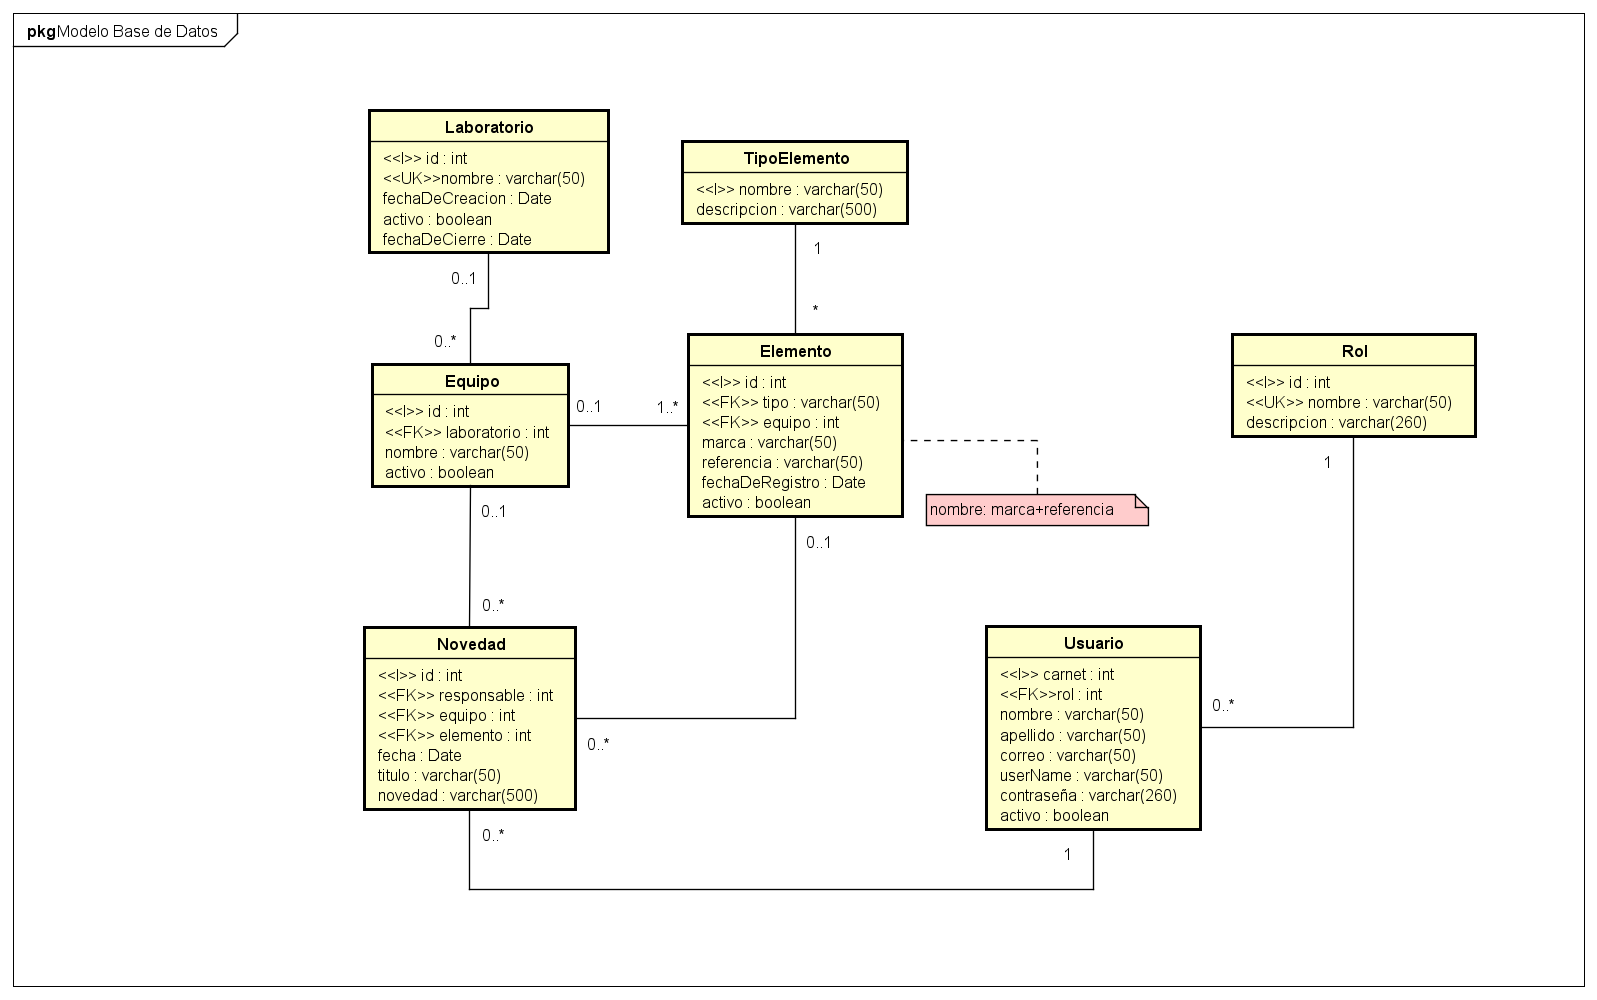 pkg Modelo Base de Datos
Laboratorio
<<I>> id : int
<<UK>>nombre : varchar(50)
fechaDeCreacion : Date
activo : boolean
fechaDeCierre : Date
TipoElemento
<<I>> nombre : varchar(50)
descripcion : varchar(500)
0..1
0..*
1
*
Equipo
<<I>> id : int
<<FK>> laboratorio : int
nombre : varchar(50)
activo : boolean
0..1
1..*
Elemento
<<I>> id : int
<<FK>> tipo : varchar(50)
<<FK>> equipo : int
marca : varchar(50)
referencia : varchar(50)
fechaDeRegistro : Date
activo : boolean
nombre: marca+referencia
Rol
<<I>> id : int
<<UK>> nombre : varchar(50)
descripcion : varchar(260)
1
0..1
0..*
0..1
0..*
Novedad
<<I>> id : int
<<FK>> responsable : int
<<FK>> equipo : int
<<FK>> elemento : int
fecha : Date
titulo : varchar(50)
novedad : varchar(500)
0..*
Usuario
<<I>> carnet : int
<<FK>>rol : int
nombre : varchar(50)
apellido : varchar(50)
correo : varchar(50)
userName : varchar(50)
contraseña : varchar(260)
activo : boolean
0..*
1